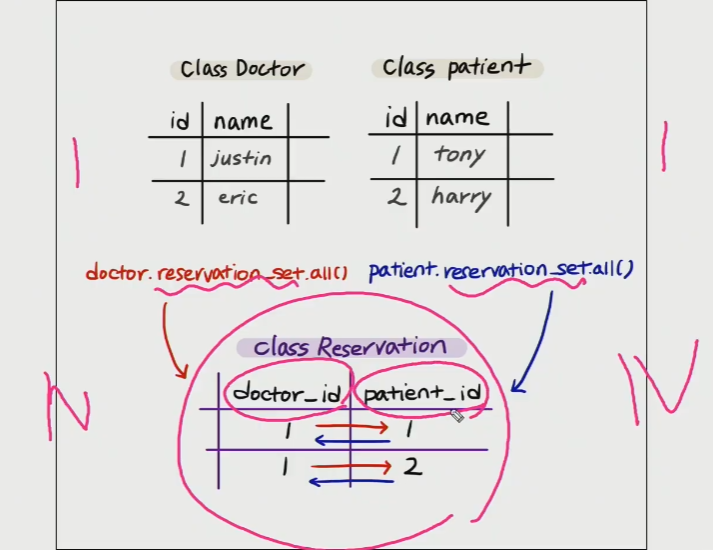 Class Doctor
Class patient
id name
1 justin
2 eric
id name
1 tony
2 harry
1
1
doctor.reservation_set.all()
patient.reservation_set.all()
class Reservation
doctor_id patient_id
1 1
1 2
N
N